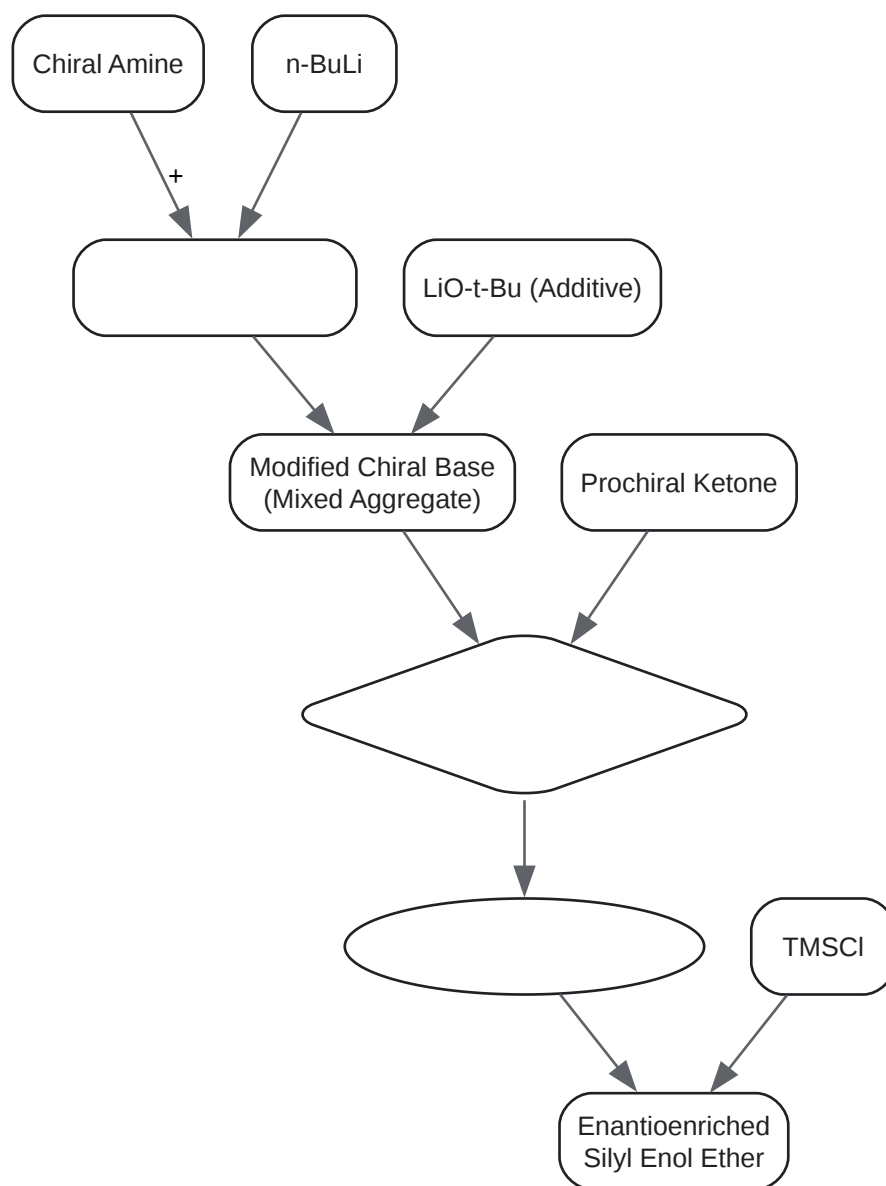 Chiral Amine
n-BuLi
+
LiO-t-Bu (Additive)
Modified Chiral Base
(Mixed Aggregate)
Prochiral Ketone
TMSCl
Enantioenriched
Silyl Enol Ether